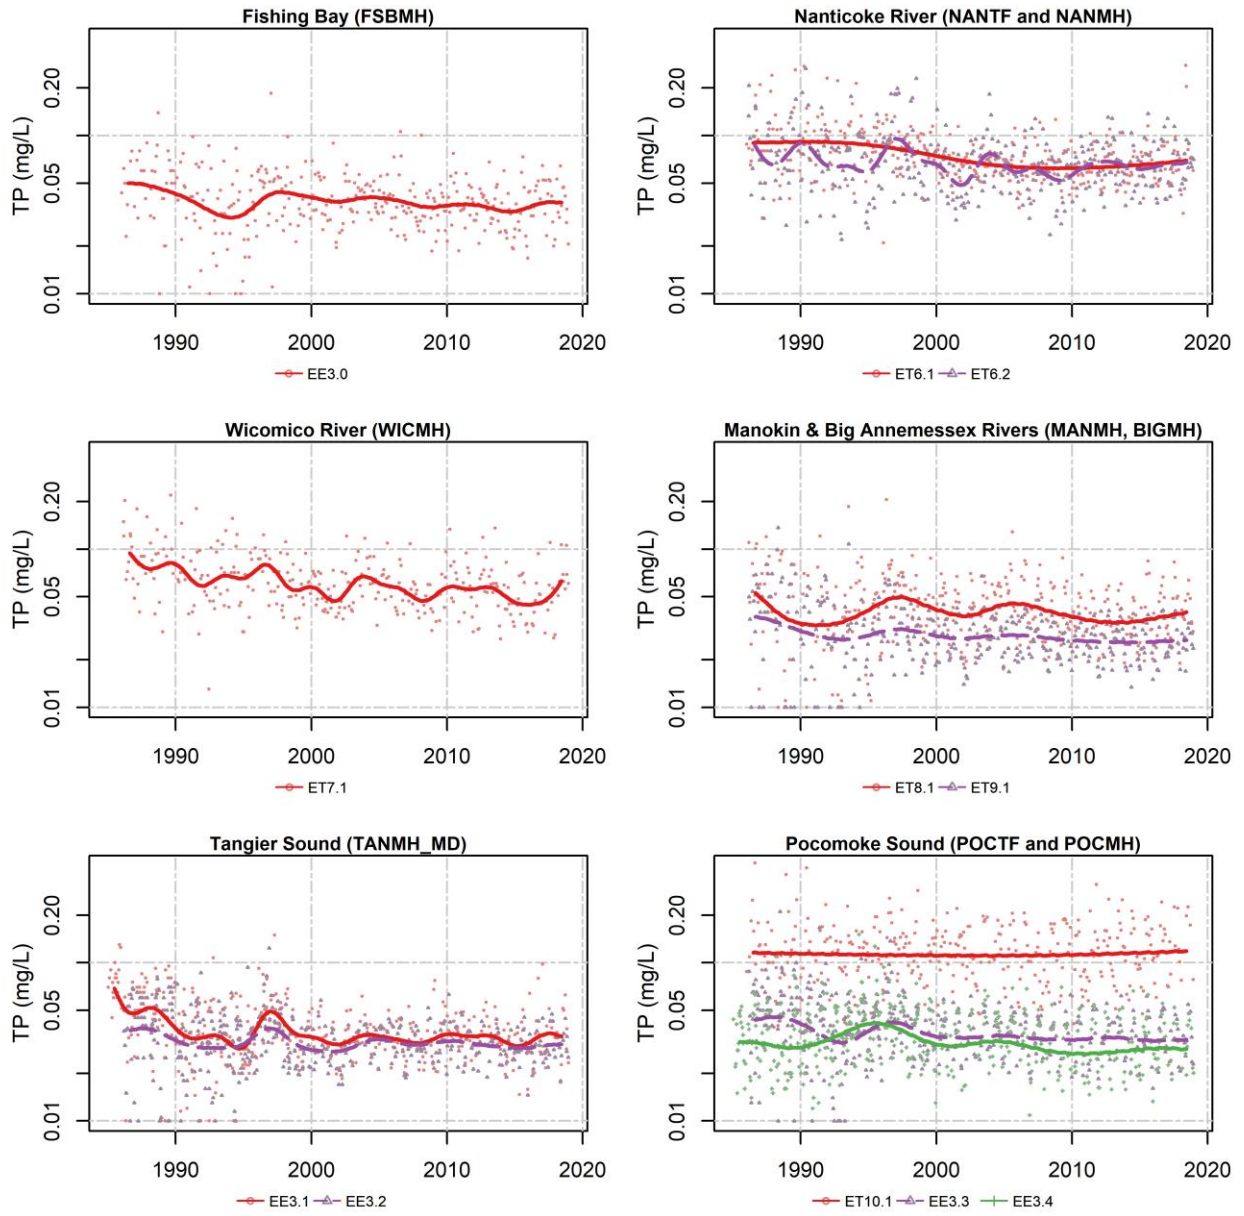 Fishing Bay (FSBMH)
TP (mg/L)
0.20
0.05
0.01
1990 2000 2010 2020
EE3.0
Nanticoke River (NANTF and NANMH)
TP (mg/L)
0.20
0.05
0.01
1990 2000 2010 2020
ET6.1 ET6.2
Wicomico River (WICMH)
TP (mg/L)
0.20
0.05
0.01
1990 2000 2010 2020
ET7.1
Manokin & Big Annemessex Rivers (MANMH, BIGMH)
TP (mg/L)
0.20
0.05
0.01
1990 2000 2010 2020
ET8.1 ET9.1
Tangier Sound (TANMH_MD)
TP (mg/L)
0.20
0.05
0.01
1990 2000 2010 2020
EE3.1 EE3.2
Pocomoke Sound (POCTF and POCMH)
TP (mg/L)
0.20
0.05
0.01
1990 2000 2010 2020
ET10.1 EE3.3 EE3.4